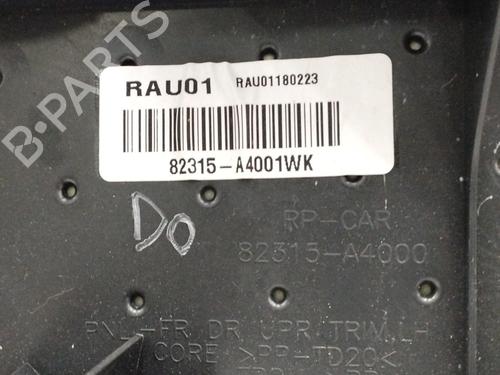 B-PARTS
RAU01 RAU01180223
82315-A4001WK
DO
RP-CAR
82315-A4000
PNL-FR DR UPR TRIM, LH
CORE >PP-TD20<